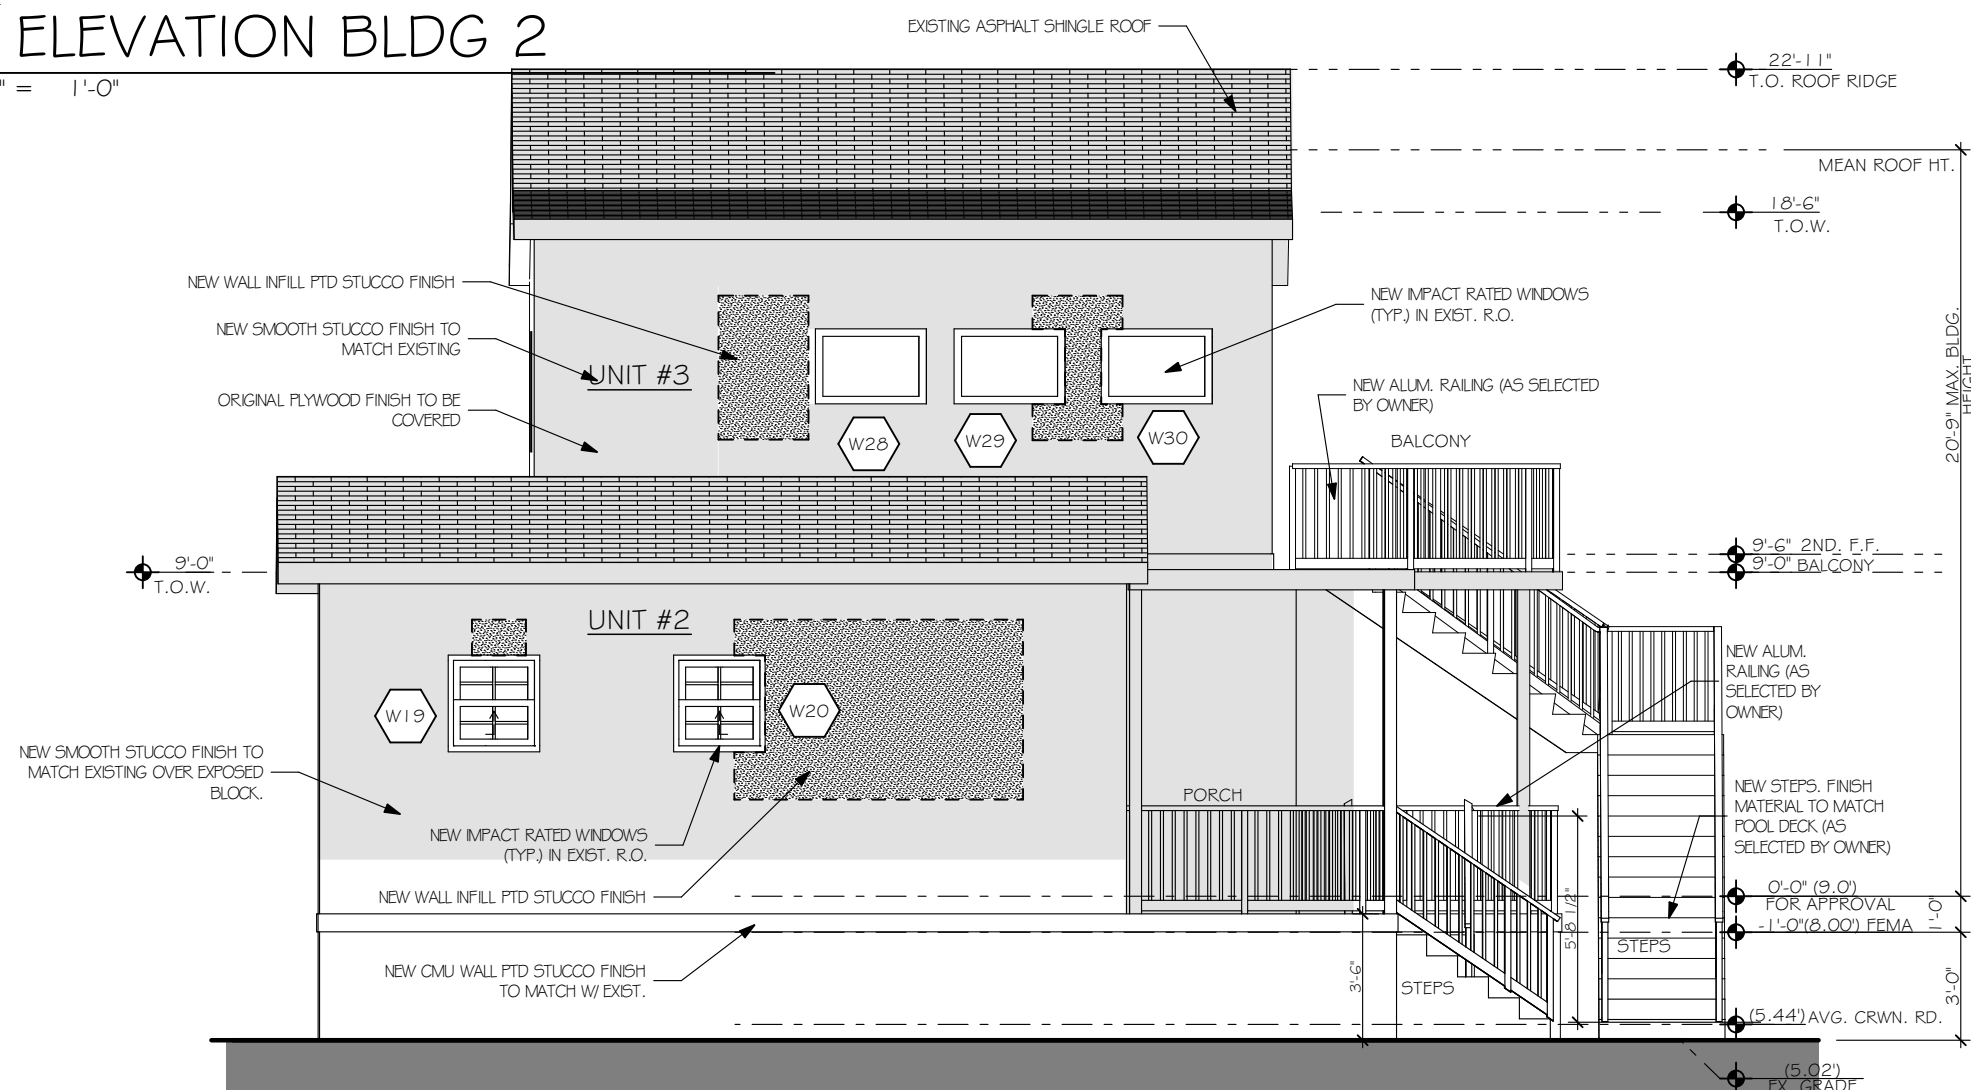 ELEVATION BLDG 2
" = 1'-0"
EXISTING ASPHALT SHINGLE ROOF
22'-11"
T.O. ROOF RIDGE
MEAN ROOF HT.
18'-6"
T.O.W.
NEW WALL INFILL PTD STUCCO FINISH
NEW SMOOTH STUCCO FINISH TO
MATCH EXISTING
ORIGINAL PLYWOOD FINISH TO BE
COVERED
UNIT #3
W28
W29
W30
NEW IMPACT RATED WINDOWS
(TYP.) IN EXIST. R.O.
NEW ALUM. RAILING (AS SELECTED
BY OWNER)
BALCONY
20'-9" MAX. BLDG.
HEIGHT
9'-0"
T.O.W.
9'-6" 2ND. F.F.
9'-0" BALCONY
UNIT #2
W19
W20
NEW SMOOTH STUCCO FINISH TO
MATCH EXISTING OVER EXPOSED
BLOCK.
NEW IMPACT RATED WINDOWS
(TYP.) IN EXIST. R.O.
NEW WALL INFILL PTD STUCCO FINISH
NEW CMU WALL PTD STUCCO FINISH
TO MATCH W/ EXIST.
PORCH
NEW ALUM.
RAILING (AS
SELECTED BY
OWNER)
NEW STEPS. FINISH
MATERIAL TO MATCH
POOL DECK (AS
SELECTED BY OWNER)
0'-0" (9.0')
FOR APPROVAL
-1'-0"(8.00') FEMA
1'-0"
5'-8 1/2"
3'-6"
STEPS
STEPS
3'-0"
(5.44') AVG. CRWN. RD.
(5.02')
EX. GRADE